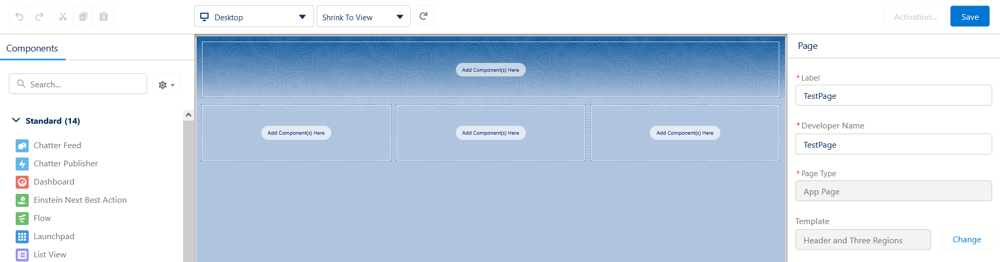 Desktop
Shrink To View
Activation...
Save
Components
Search...
Standard (14)
Chatter Feed
Chatter Publisher
Dashboard
Einstein Next Best Action
Flow
Launchpad
List View
Add Component(s) Here
Add Component(s) Here
Add Component(s) Here
Add Component(s) Here
Page
* Label
TestPage
* Developer Name
TestPage
* Page Type
App Page
Template
Header and Three Regions
Change